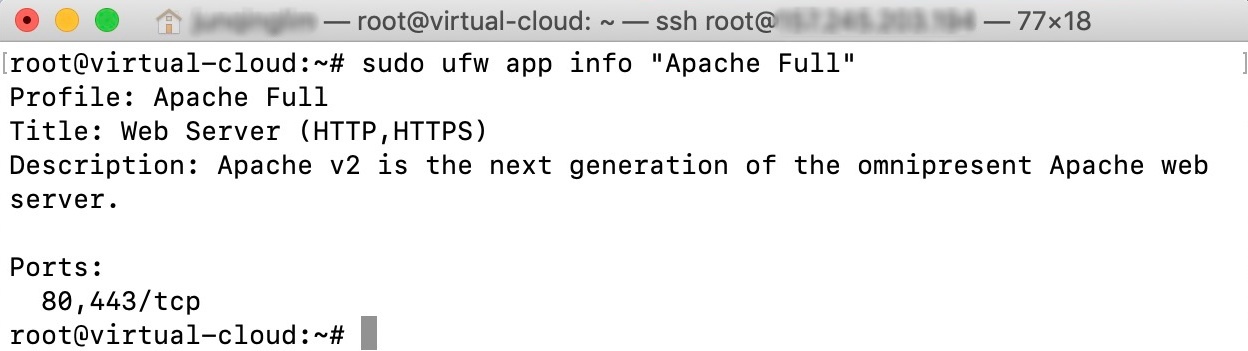 — root@virtual-cloud: ~ — ssh root@ — 77×18
root@virtual-cloud:~# sudo ufw app info "Apache Full"
Profile: Apache Full
Title: Web Server (HTTP,HTTPS)
Description: Apache v2 is the next generation of the omnipresent Apache web
server.
Ports:
80,443/tcp
root@virtual-cloud:~#